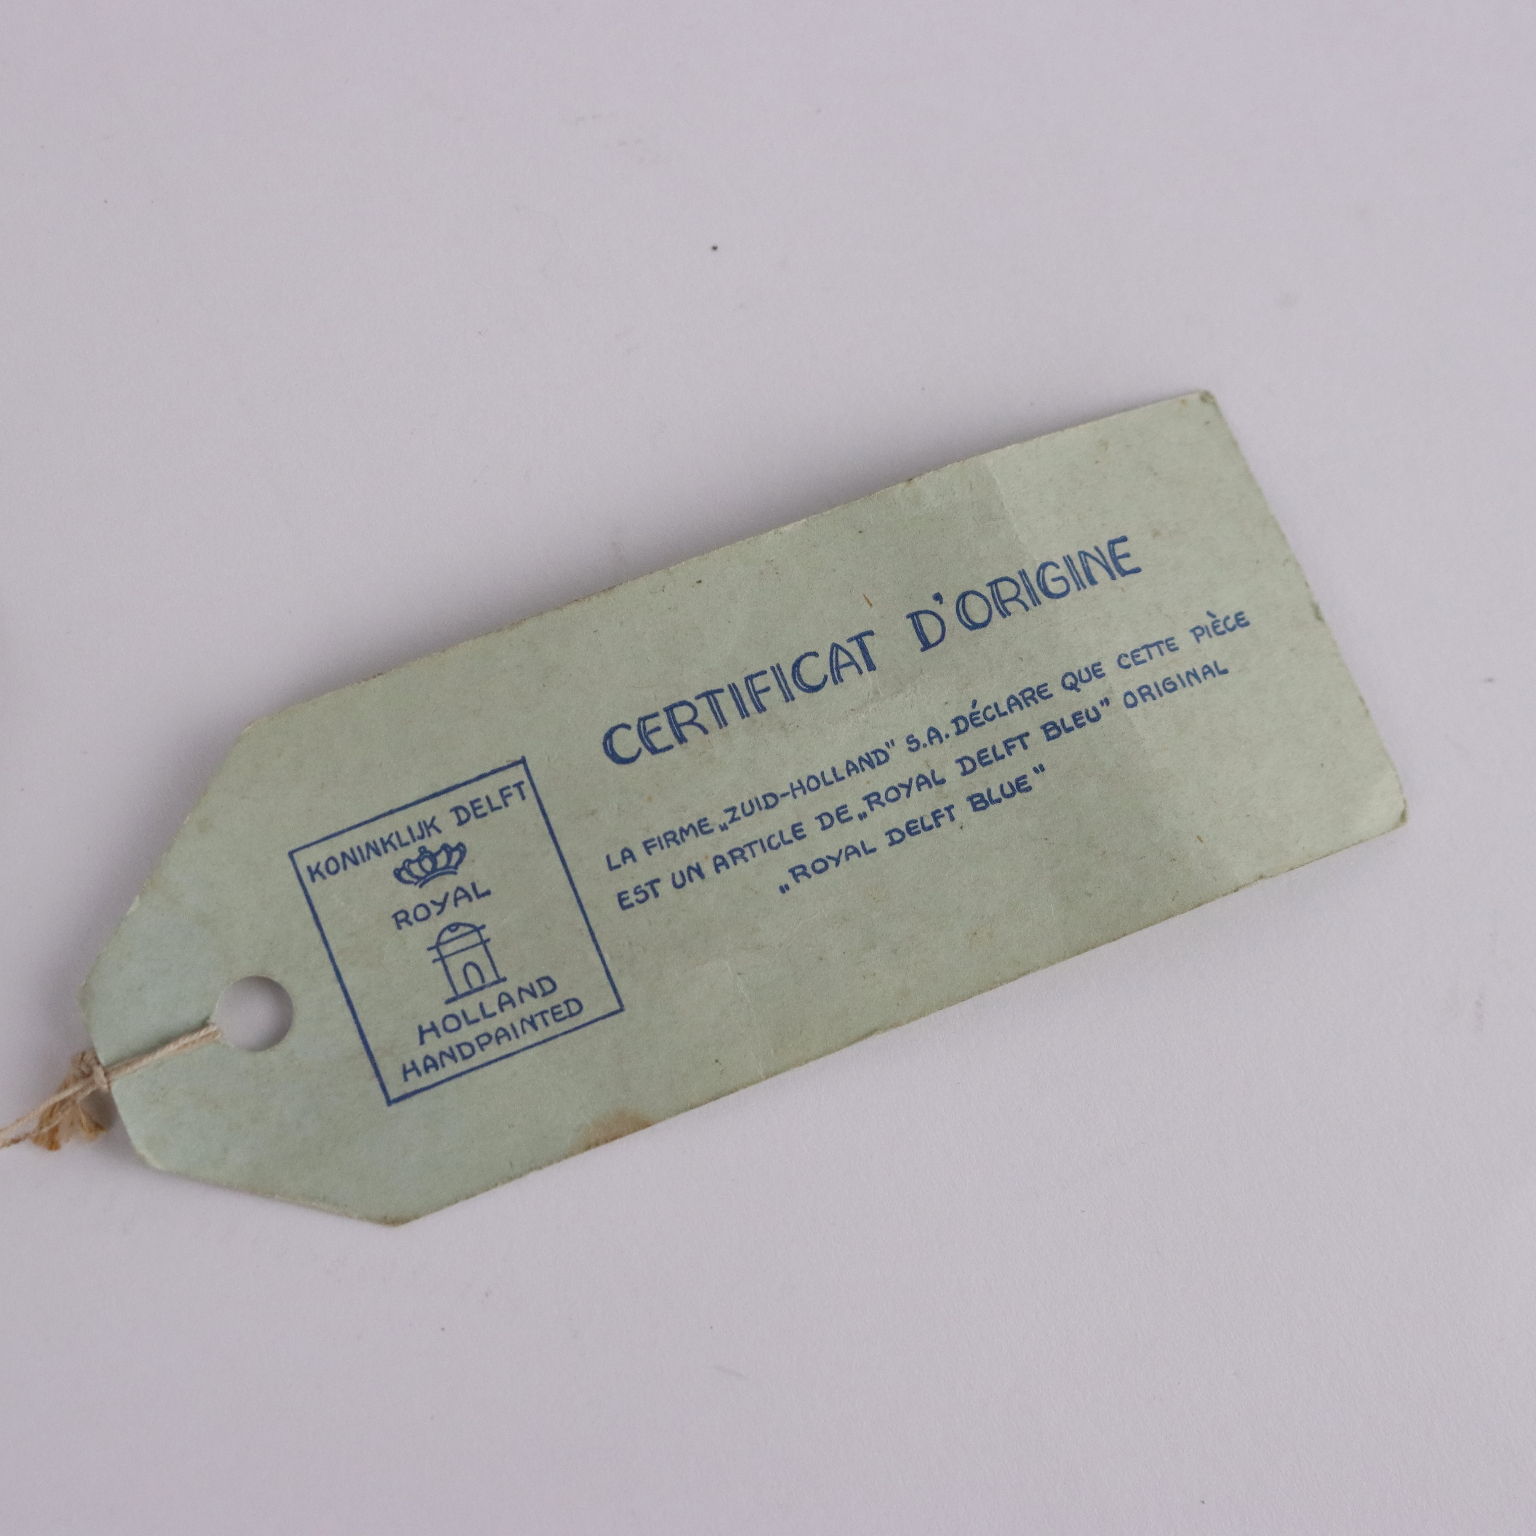 KONINKLIJK DELFT
ROYAL
HOLLAND
HANDPAINTED
CERTIFICAT D'ORIGINE
LA FIRME „ZUID-HOLLAND" S.A. DÉCLARE QUE CETTE PIÈCE
EST UN ARTICLE DE „ROYAL DELFT BLEU" ORIGINAL
„ROYAL DELFT BLUE"